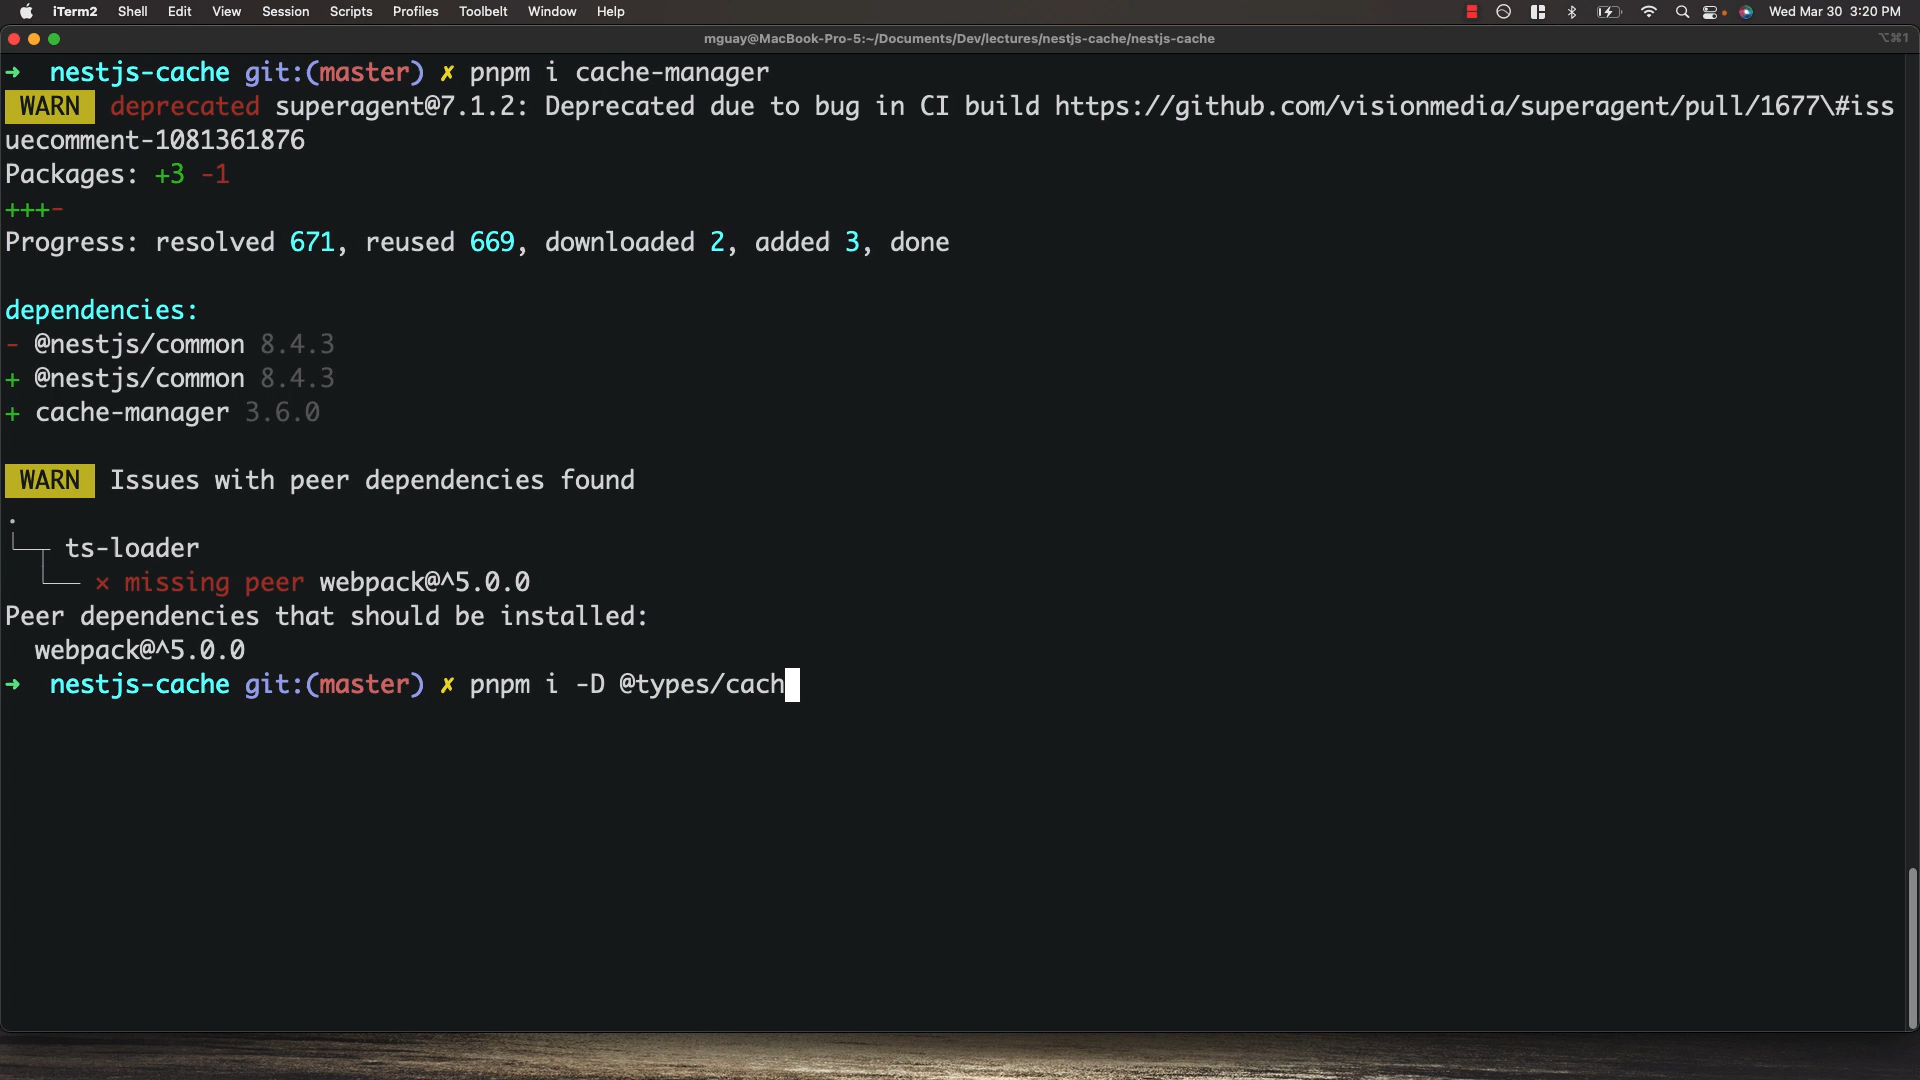 iTerm2 Shell Edit View Session Scripts Profiles Toolbelt Window Help Wed Mar 30 3:20 PM
mguay@MacBook-Pro-5:~/Documents/Dev/lectures/nestjs-cache/nestjs-cache ⌥⌘1
➜ nestjs-cache git:(master) ✗ pnpm i cache-manager
WARN deprecated superagent@7.1.2: Deprecated due to bug in CI build https://github.com/visionmedia/superagent/pull/1677\#iss
uecomment-1081361876
Packages: +3 -1
+++-
Progress: resolved 671, reused 669, downloaded 2, added 3, done
dependencies:
- @nestjs/common 8.4.3
+ @nestjs/common 8.4.3
+ cache-manager 3.6.0
WARN Issues with peer dependencies found
.
└─┬ ts-loader
  └── ✕ missing peer webpack@^5.0.0
Peer dependencies that should be installed:
  webpack@^5.0.0
➜ nestjs-cache git:(master) ✗ pnpm i -D @types/cach